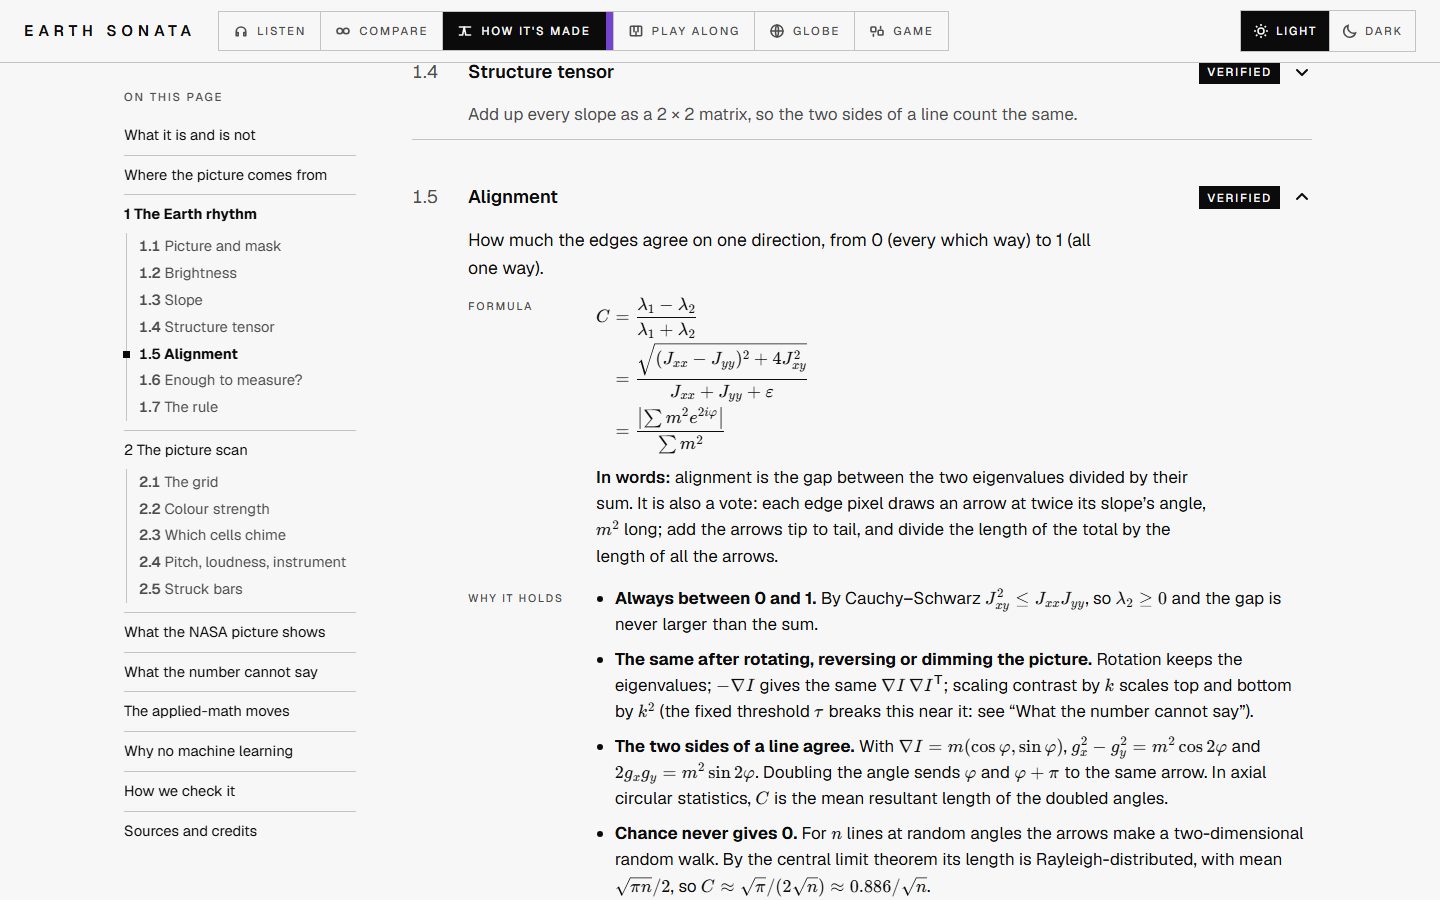 EARTH SONATA
LISTEN
COMPARE
HOW IT'S MADE
PLAY ALONG
GLOBE
GAME
LIGHT
DARK
ON THIS PAGE
What it is and is not
Where the picture comes from
1 The Earth rhythm
1.1 Picture and mask
1.2 Brightness
1.3 Slope
1.4 Structure tensor
1.5 Alignment
1.6 Enough to measure?
1.7 The rule
2 The picture scan
2.1 The grid
2.2 Colour strength
2.3 Which cells chime
2.4 Pitch, loudness, instrument
2.5 Struck bars
What the NASA picture shows
What the number cannot say
The applied-math moves
Why no machine learning
How we check it
Sources and credits
1.4 Structure tensor VERIFIED
Add up every slope as a 2 × 2 matrix, so the two sides of a line count the same.
1.5 Alignment VERIFIED
How much the edges agree on one direction, from 0 (every which way) to 1 (all
one way).
FORMULA
C = (λ₁ − λ₂) / (λ₁ + λ₂)
= √((Jₓₓ − J_yy)² + 4J²_xy) / (Jₓₓ + J_yy + ε)
= |∑ m²e^{2iφ}| / ∑ m²
In words: alignment is the gap between the two eigenvalues divided by their
sum. It is also a vote: each edge pixel draws an arrow at twice its slope’s angle,
m² long; add the arrows tip to tail, and divide the length of the total by the
length of all the arrows.
WHY IT HOLDS
• Always between 0 and 1. By Cauchy–Schwarz J²_xy ≤ JₓₓJ_yy, so λ₂ ≥ 0 and the gap is
never larger than the sum.
• The same after rotating, reversing or dimming the picture. Rotation keeps the
eigenvalues; −∇I gives the same ∇I ∇Iᵀ; scaling contrast by k scales top and bottom
by k² (the fixed threshold τ breaks this near it: see “What the number cannot say”).
• The two sides of a line agree. With ∇I = m(cos φ, sin φ), g²ₓ − g²_y = m² cos 2φ and
2gₓg_y = m² sin 2φ. Doubling the angle sends φ and φ + π to the same arrow. In axial
circular statistics, C is the mean resultant length of the doubled angles.
• Chance never gives 0. For n lines at random angles the arrows make a two-dimensional
random walk. By the central limit theorem its length is Rayleigh-distributed, with mean
√(πn)/2, so C ≈ √π/(2√n) ≈ 0.886/√n.